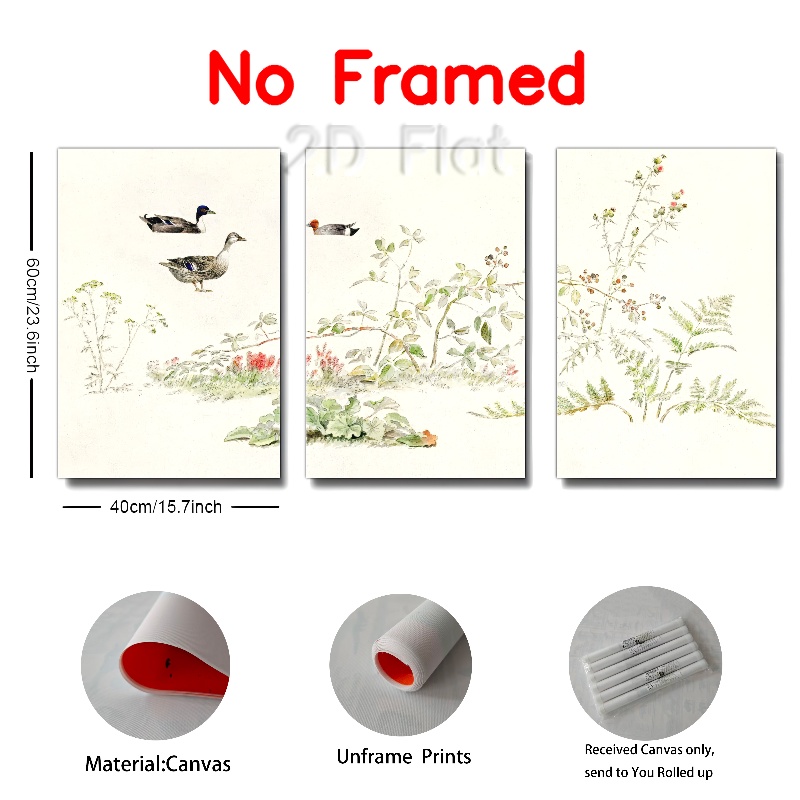 No Framed
2D Flat
60cm/23.6inch
40cm/15.7inch
Material:Canvas
Unframe Prints
Received Canvas only,
send to You Rolled up